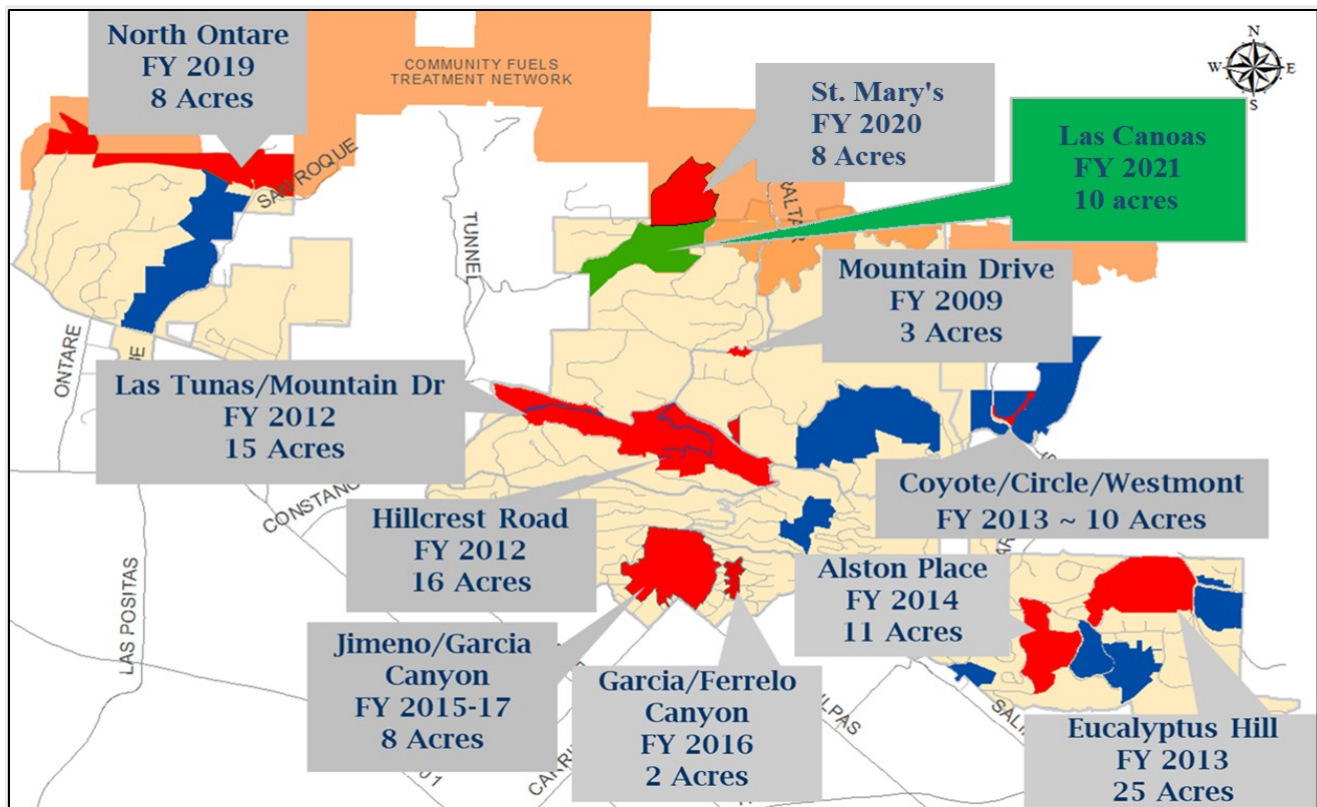 North Ontare
FY 2019
8 Acres
COMMUNITY FUELS
TREATMENT NETWORK
St. Mary's
FY 2020
8 Acres
Las Canoas
FY 2021
10 acres
N
W
E
S
SAN ROQUE
TUNNEL
Mountain Drive
FY 2009
3 Acres
ONTARE
Las Tunas/Mountain Dr
FY 2012
15 Acres
Coyote/Circle/Westmont
FY 2013 ~ 10 Acres
Hillcrest Road
FY 2012
16 Acres
Alston Place
FY 2014
11 Acres
LAS POSITAS
Jimeno/Garcia
Canyon
FY 2015-17
8 Acres
Garcia/Ferrelo
Canyon
FY 2016
2 Acres
Eucalyptus Hill
FY 2013
25 Acres